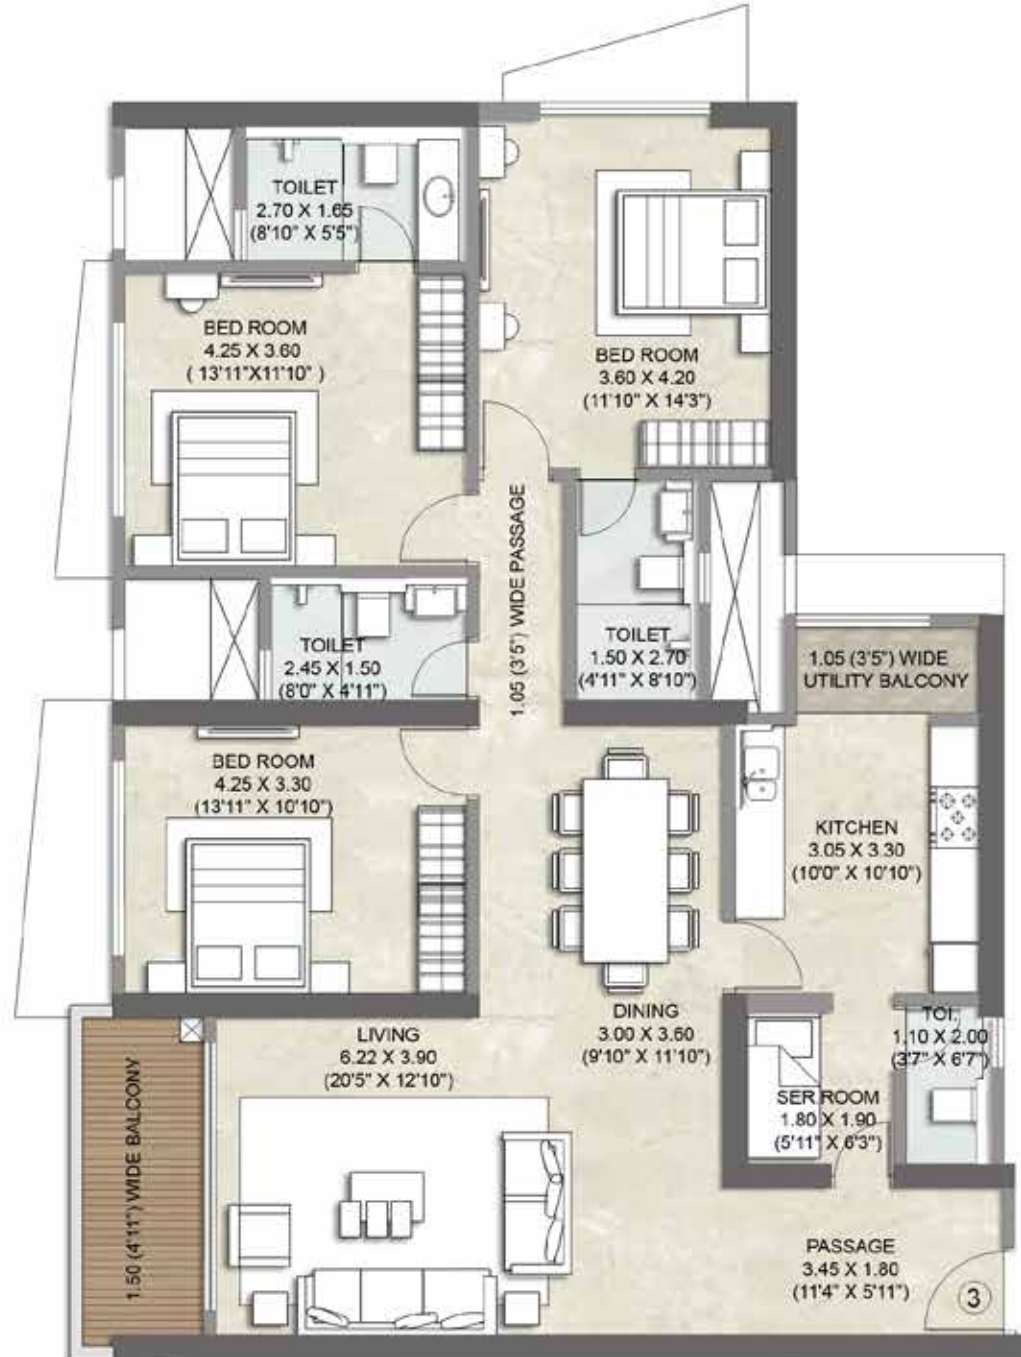 TOILET
2.70 X 1.65
(8'10" X 5'5")
BED ROOM
4.25 X 3.60
( 13'11"X11'10" )
BED ROOM
3.60 X 4.20
(11'10" X 14'3")
1.05 (3'5") WIDE PASSAGE
TOILET
2.45 X 1.50
(8'0" X 4'11")
TOILET
1.50 X 2.70
(4'11" X 8'10")
1.05 (3'5") WIDE
UTILITY BALCONY
BED ROOM
4.25 X 3.30
(13'11" X 10'10")
KITCHEN
3.05 X 3.30
(10'0" X 10'10")
DINING
3.00 X 3.60
(9'10" X 11'10")
LIVING
6.22 X 3.90
(20'5" X 12'10")
TOI.
1.10 X 2.00
(3'7" X 6'7")
SER.ROOM
1.80 X 1.90
(5'11" X 6'3")
1.50 (4'11") WIDE BALCONY
PASSAGE
3.45 X 1.80
(11'4" X 5'11")
3